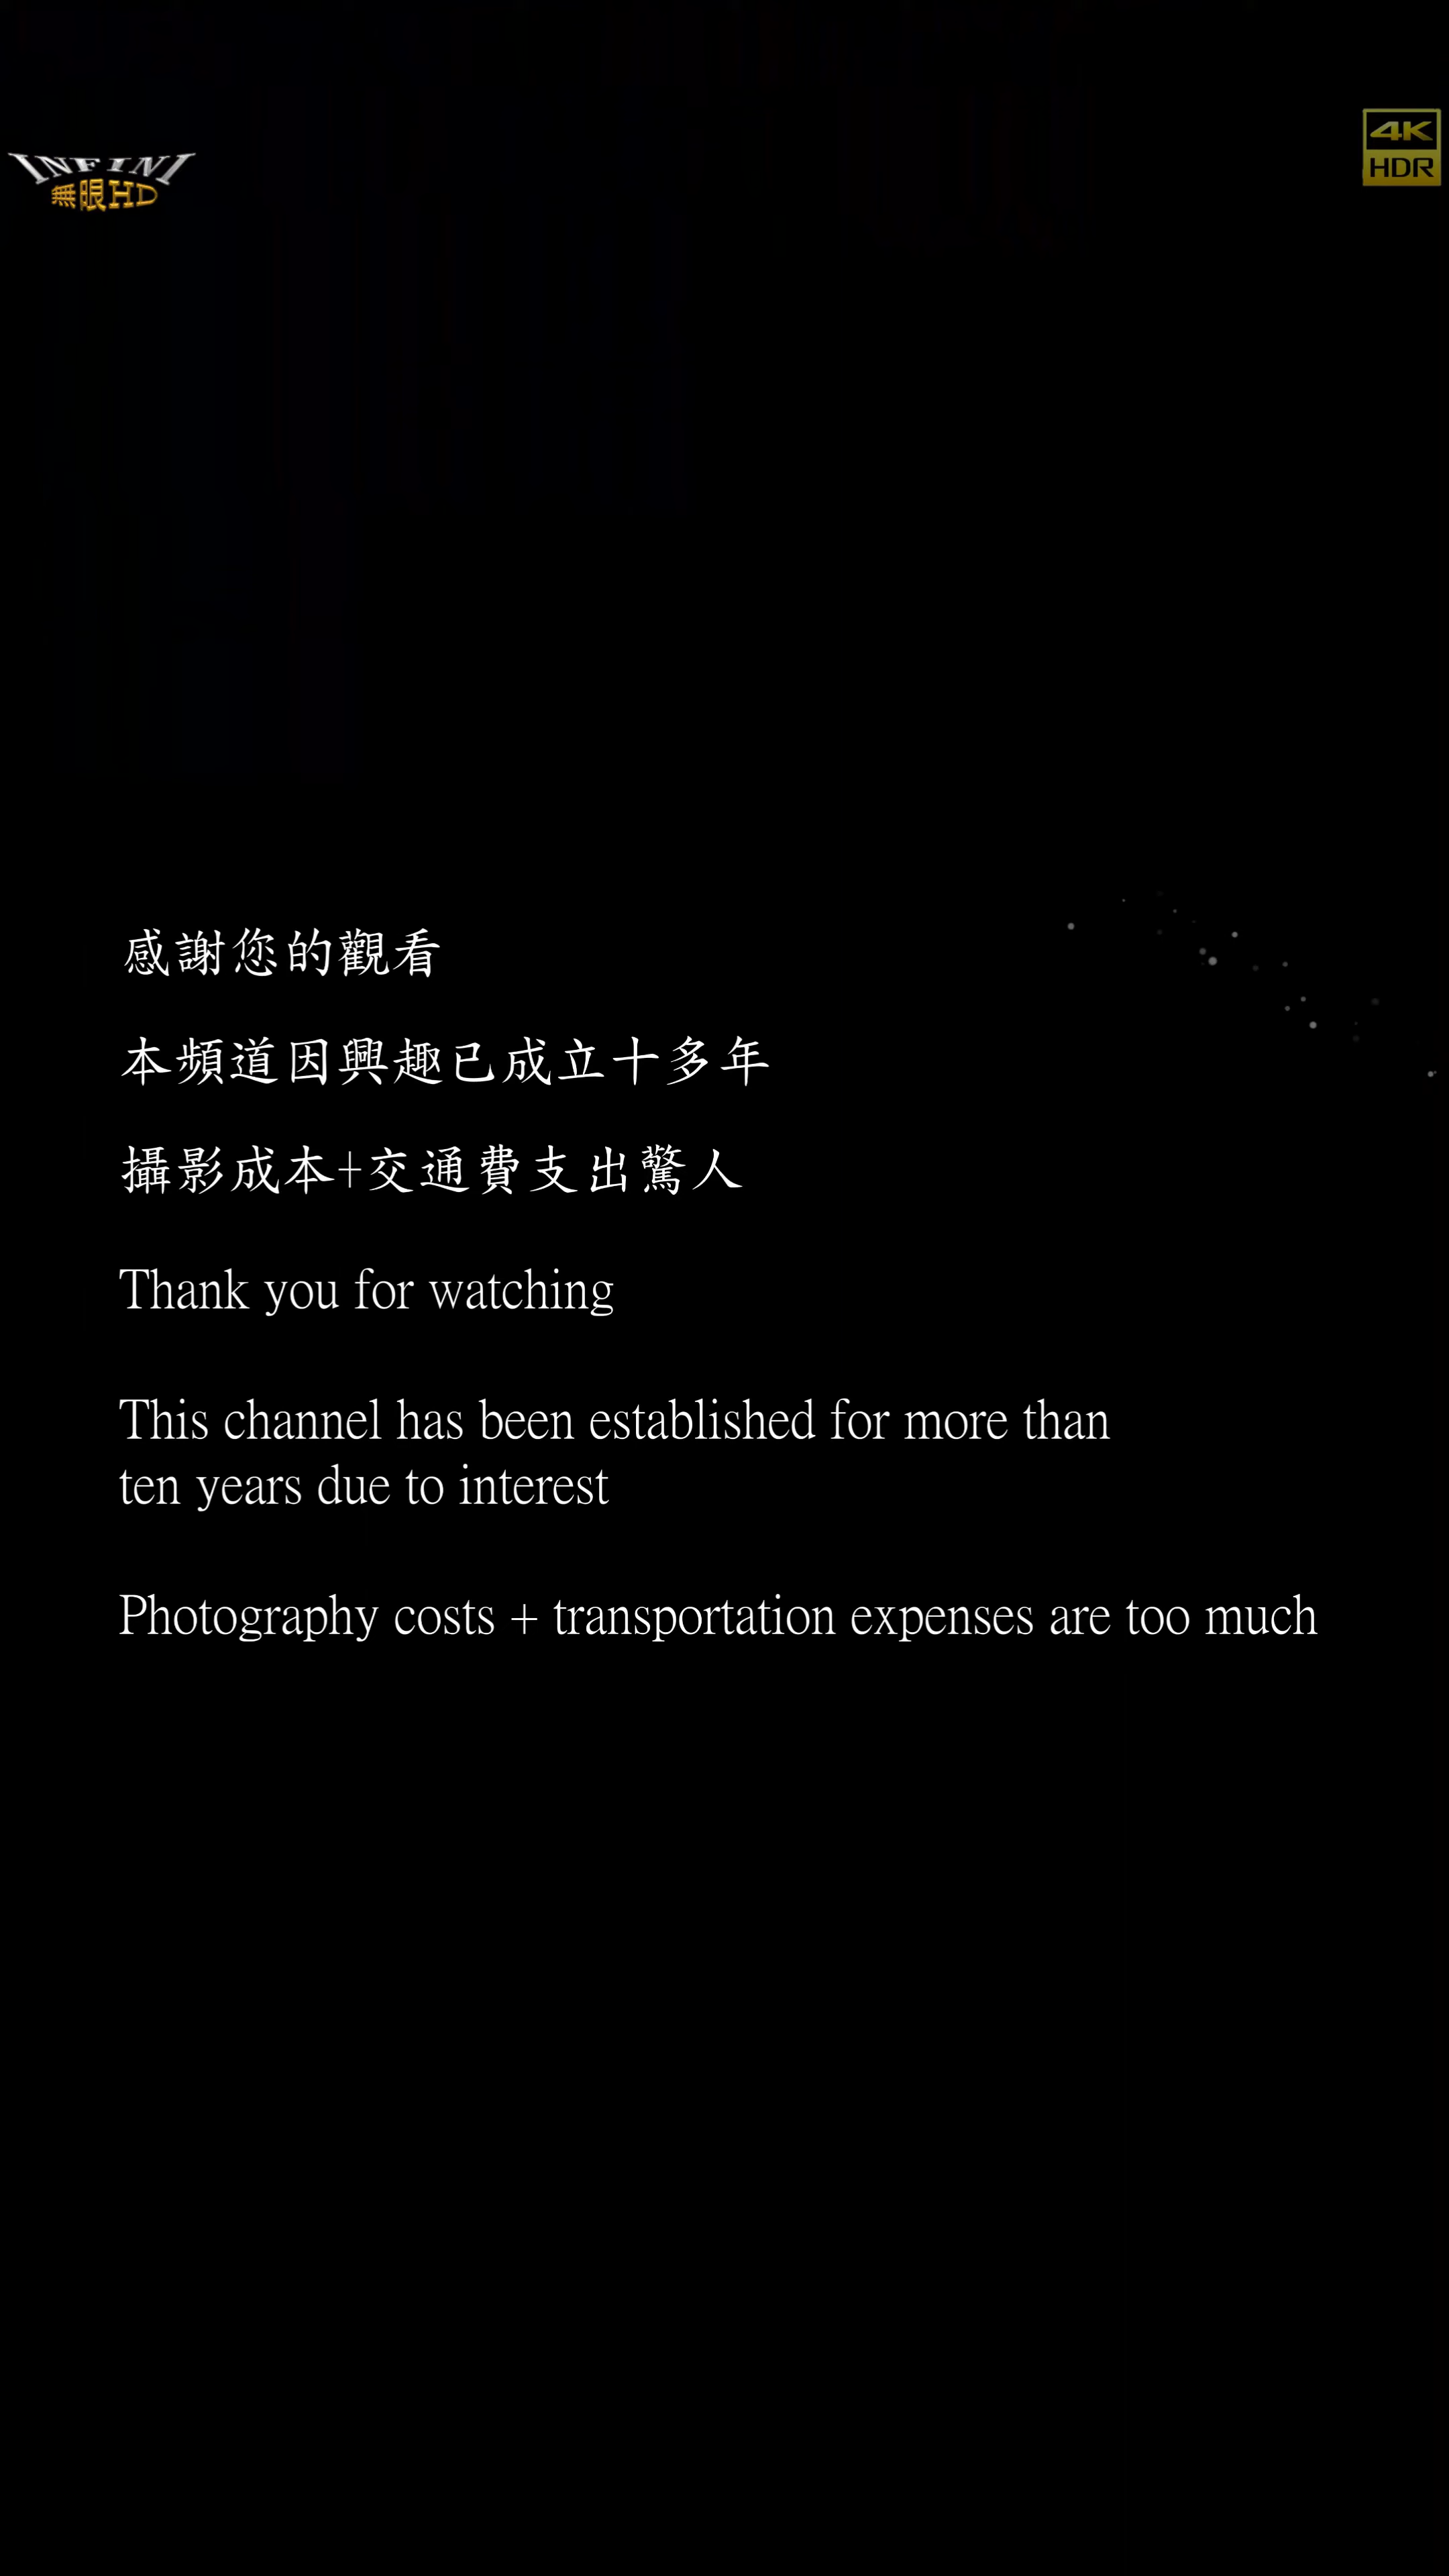 INFINI
無限HD
4K
HDR
感謝您的觀看
本頻道因興趣已成立十多年
攝影成本+交通費支出驚人
Thank you for watching
This channel has been established for more than
ten years due to interest
Photography costs + transportation expenses are too much